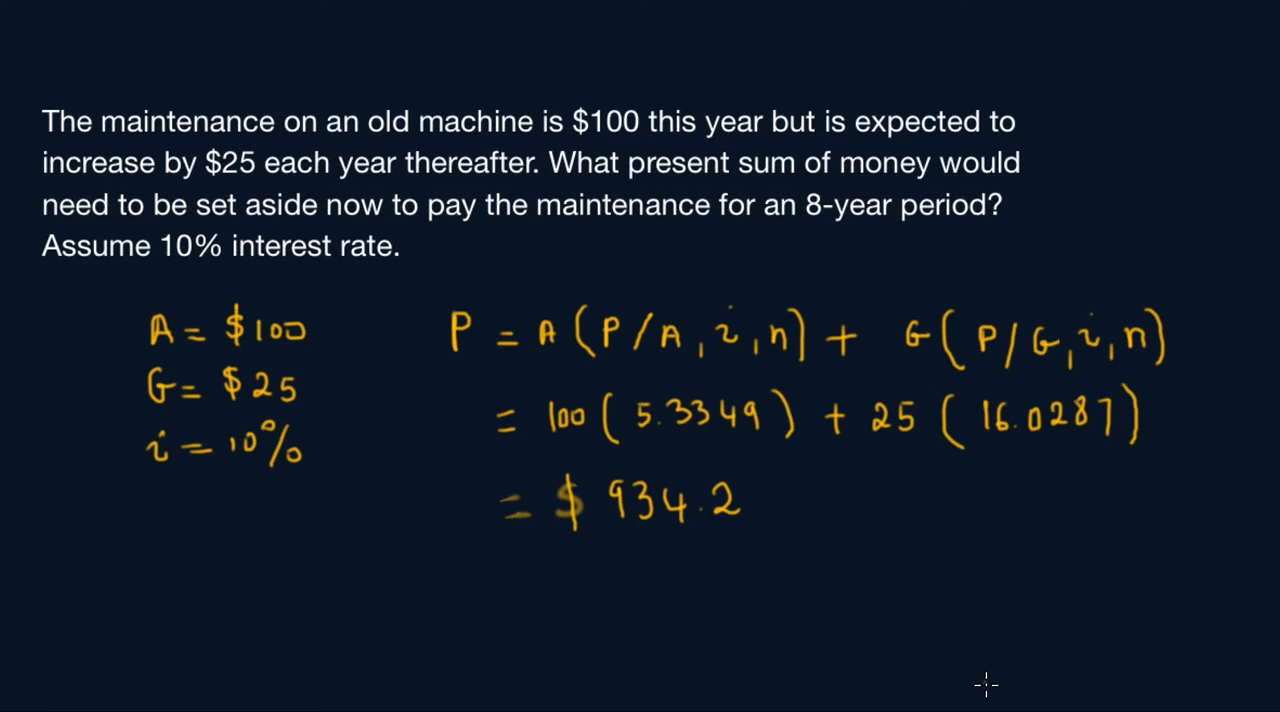 The maintenance on an old machine is $100 this year but is expected to
increase by $25 each year thereafter. What present sum of money would
need to be set aside now to pay the maintenance for an 8-year period?
Assume 10% interest rate.
A = $100
G = $25
i = 10%
P = A(P/A, i, n) + G(P/G, i, n)
= 100 (5.3349) + 25 (16.0287)
= $ 934.2